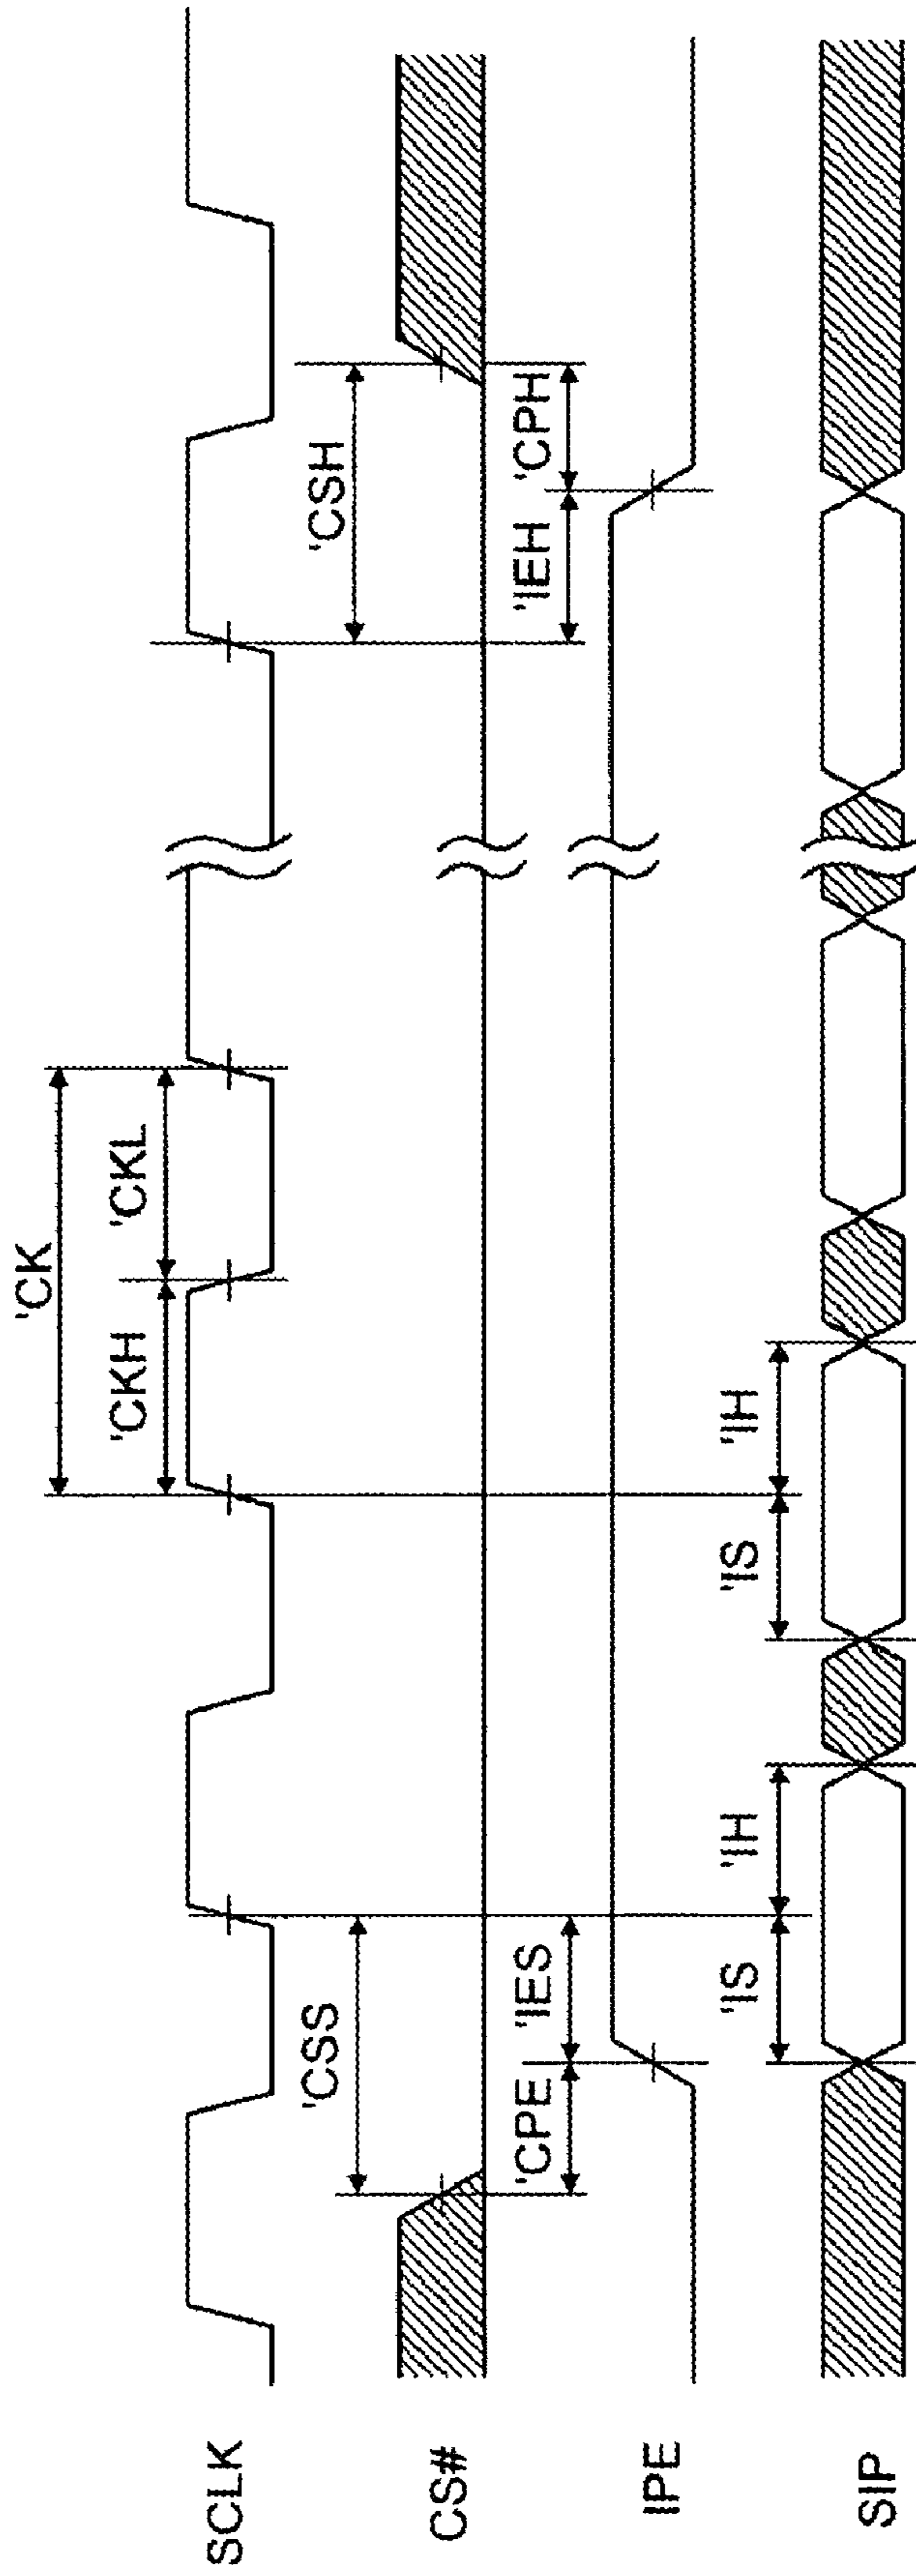 'CK
'CKH 'CKL
SCLK
'CSS 'CSH
CS#
'CPE 'IES 'IEH 'CPH
IPE
'IS 'IH 'IS 'IH
SIP